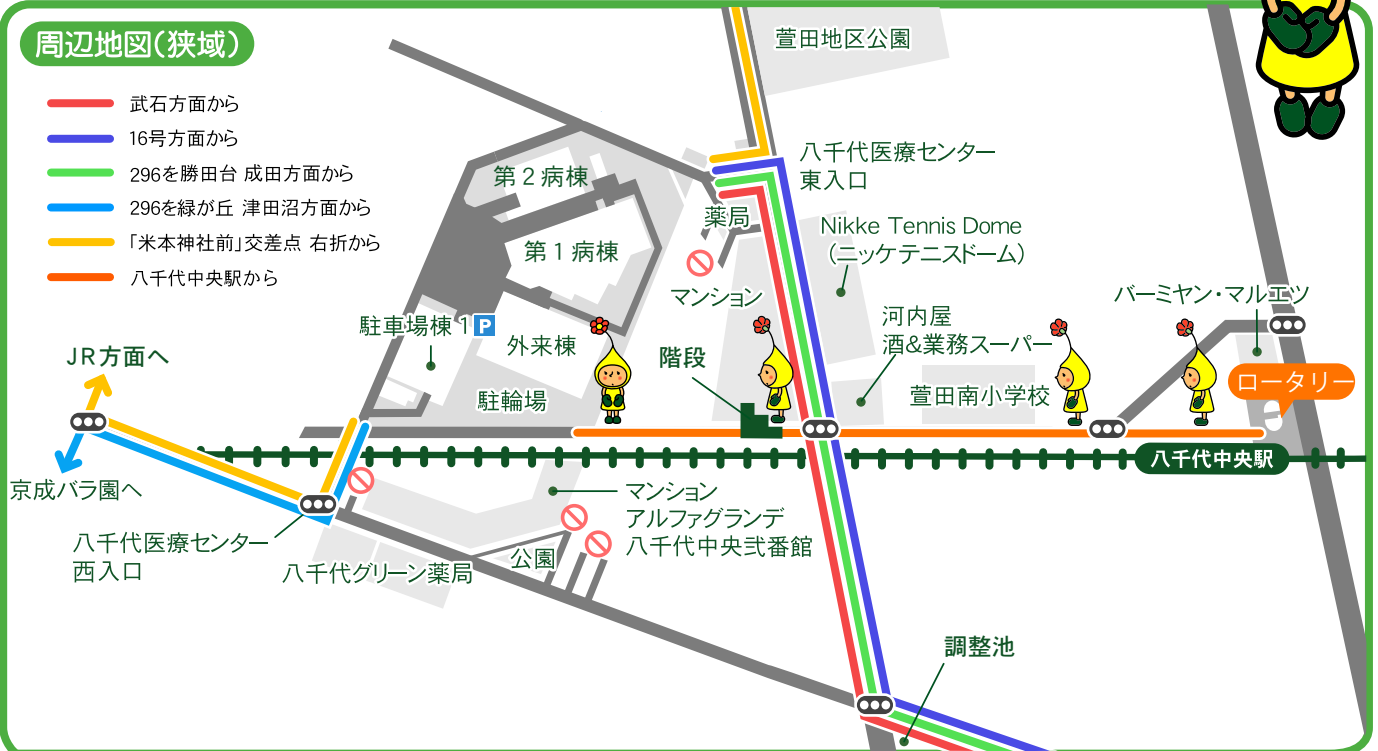 周辺地図(狭域)
武石方面から
16号方面から
296を勝田台 成田方面から
296を緑が丘 津田沼方面から
「米本神社前」交差点 右折から
八千代中央駅から
萱田地区公園
八千代医療センター
東入口
第2病棟
薬局
第1病棟
Nikke Tennis Dome
(ニッケテニスドーム)
マンション
バーミヤン・マルエツ
駐車場棟1
P
外来棟
河内屋
酒&業務スーパー
JR方面へ
階段
ロータリー
駐輪場
萱田南小学校
八千代中央駅
京成バラ園へ
マンション
アルファグランデ
八千代中央弐番館
八千代医療センター
西入口
公園
八千代グリーン薬局
調整池